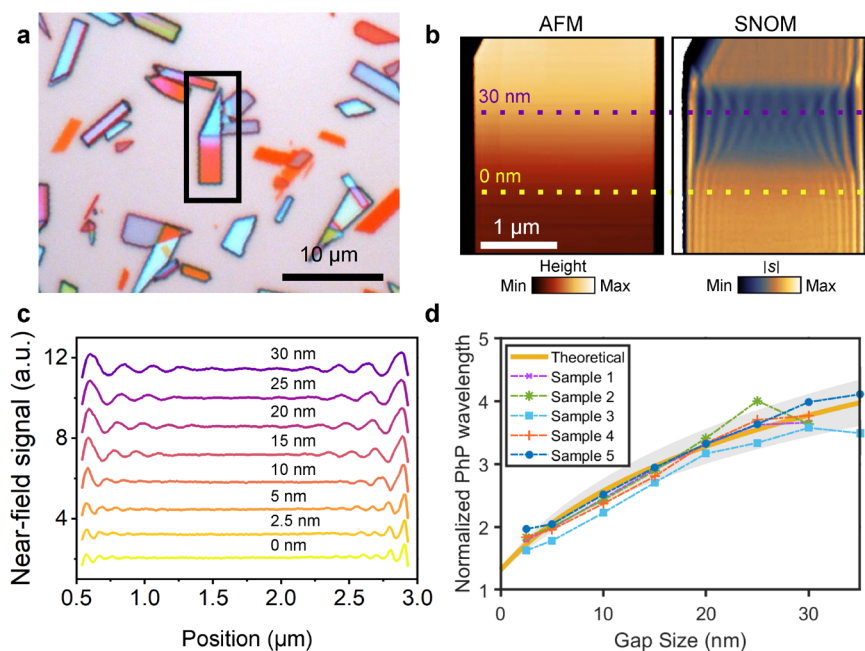 a
10 µm
b
AFM
SNOM
30 nm
0 nm
1 µm
Height
Min
Max
|s|
Min
Max
c
Near-field signal (a.u.)
12
8
4
30 nm
25 nm
20 nm
15 nm
10 nm
5 nm
2.5 nm
0 nm
0.5
1.0
1.5
2.0
2.5
3.0
Position (µm)
d
Normalized PhP wavelength
5
4
3
2
1
Theoretical
Sample 1
Sample 2
Sample 3
Sample 4
Sample 5
0
10
20
30
Gap Size (nm)